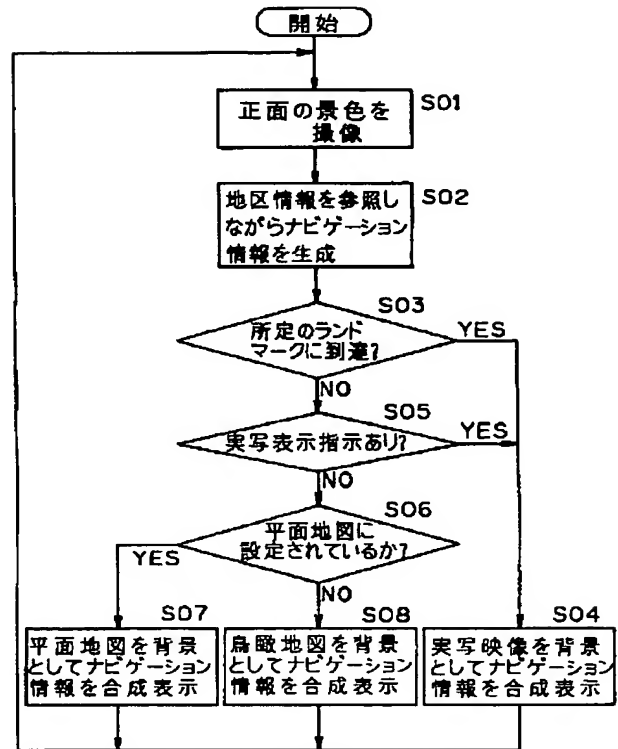 開始
正面の景色を
撮像
S01
地区情報を参照し
ながらナビゲーション
情報を生成
S02
S03
所定のランド
マークに到達?
YES
NO
S05
実写表示指示あり?
YES
NO
S06
平面地図に
設定されているか?
YES
NO
S07
平面地図を背景
としてナビゲーション
情報を合成表示
S08
鳥瞰地図を背景
としてナビゲーション
情報を合成表示
S04
実写映像を背景
としてナビゲーション
情報を合成表示